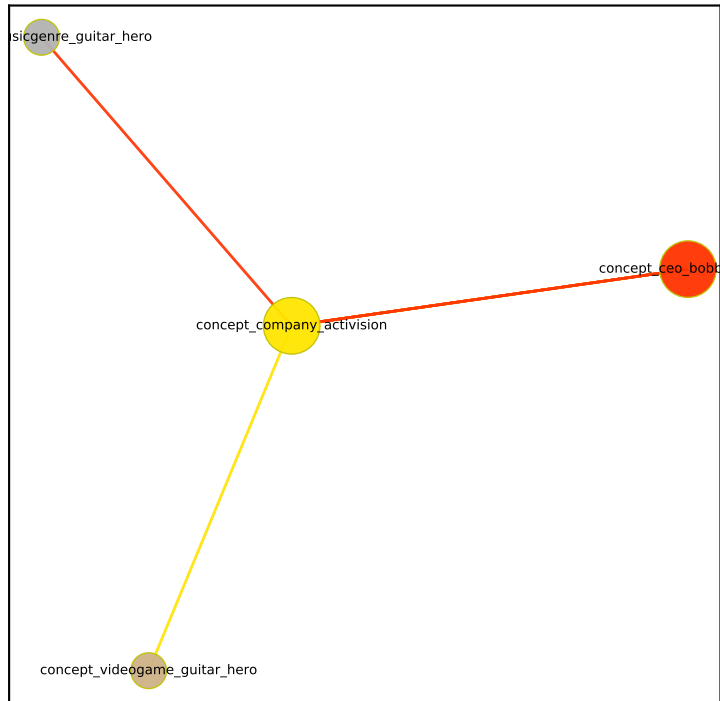 usicgenre_guitar_hero
concept_ceo_bobb
concept_company_activision
concept_videogame_guitar_hero